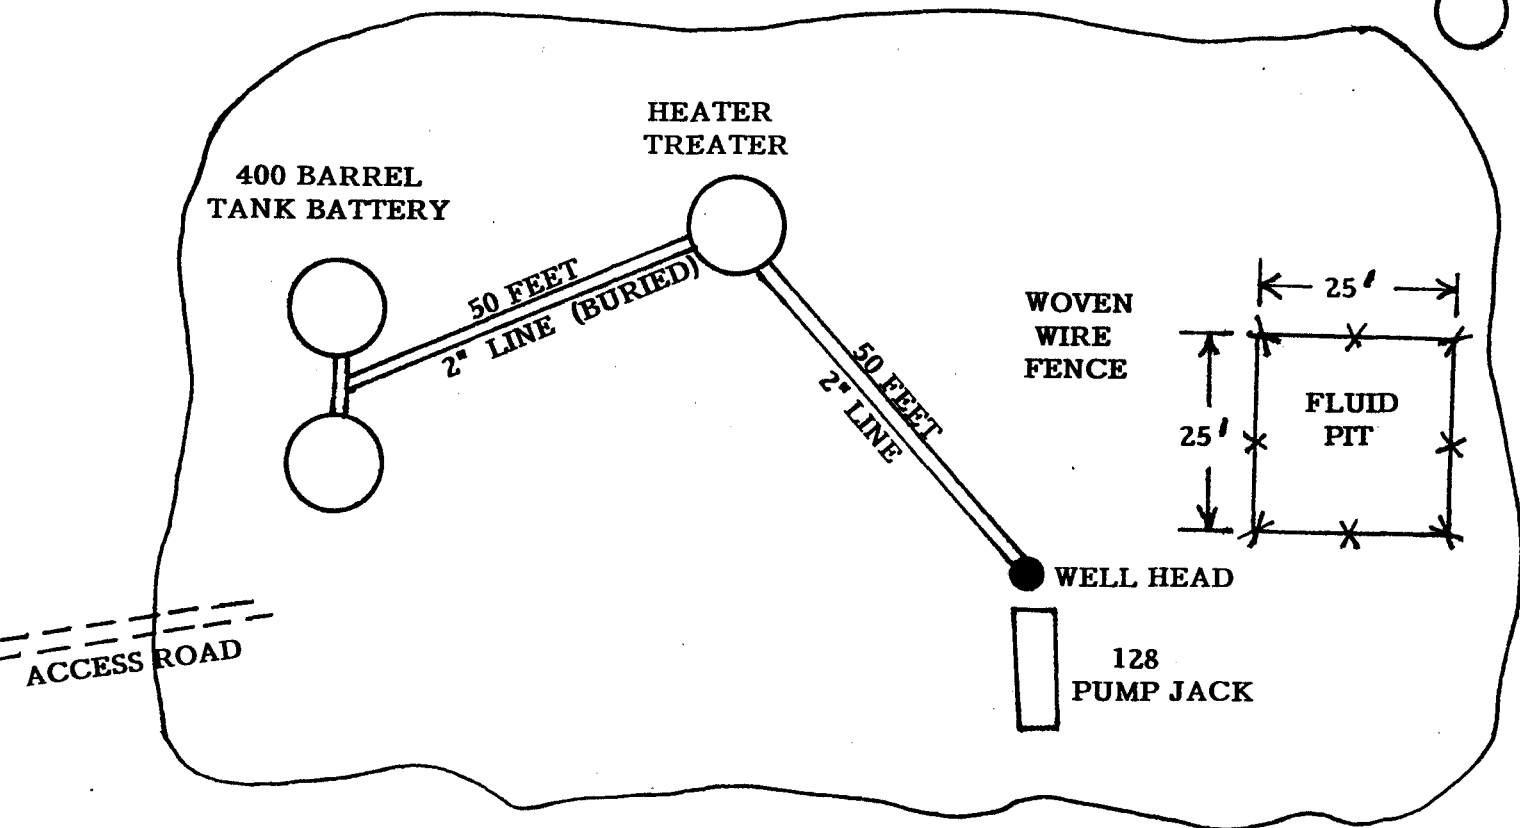 HEATER
TREATER
400 BARREL
TANK BATTERY
50 FEET
2" LINE (BURIED)
50 FEET
2" LINE
WOVEN
WIRE
FENCE
25'
25'
FLUID
PIT
WELL HEAD
128
PUMP JACK
ACCESS ROAD